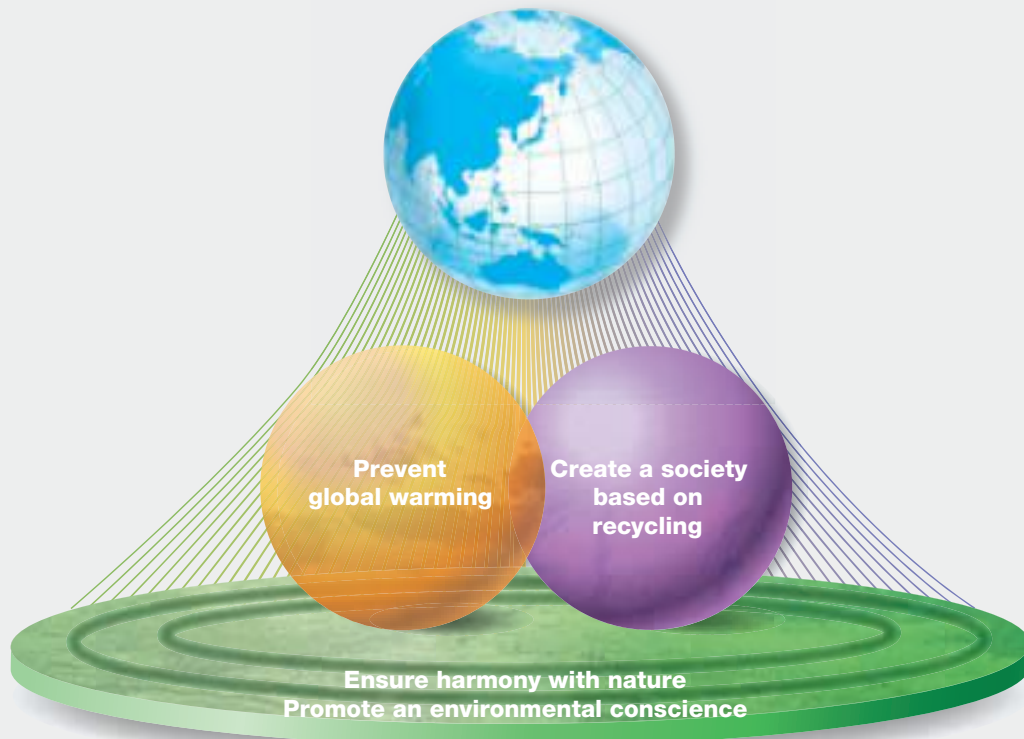 Prevent
global warming
Create a society
based on
recycling
Ensure harmony with nature
Promote an environmental conscience